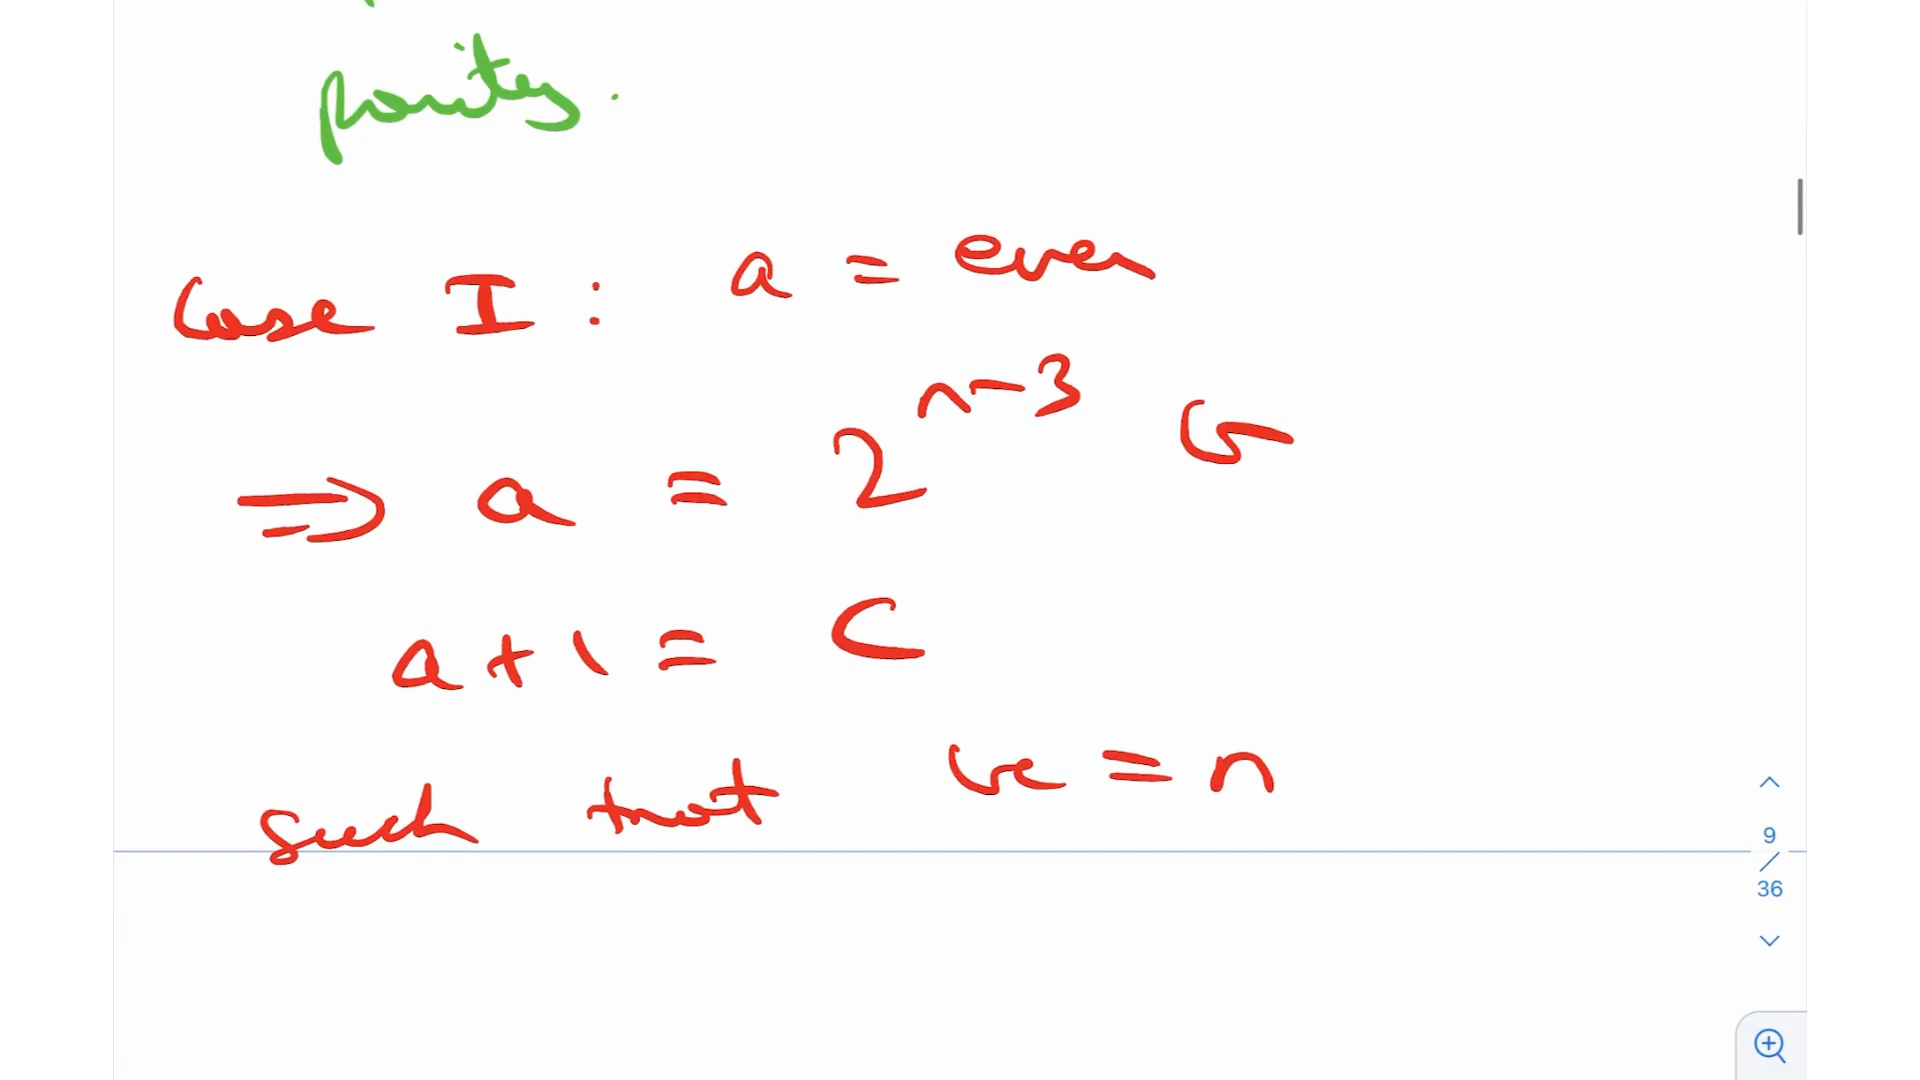 parity.
Case I : a = even
⇒ a = 2^{n-3} b
a + 1 = c
such that bc = n
9
/
36